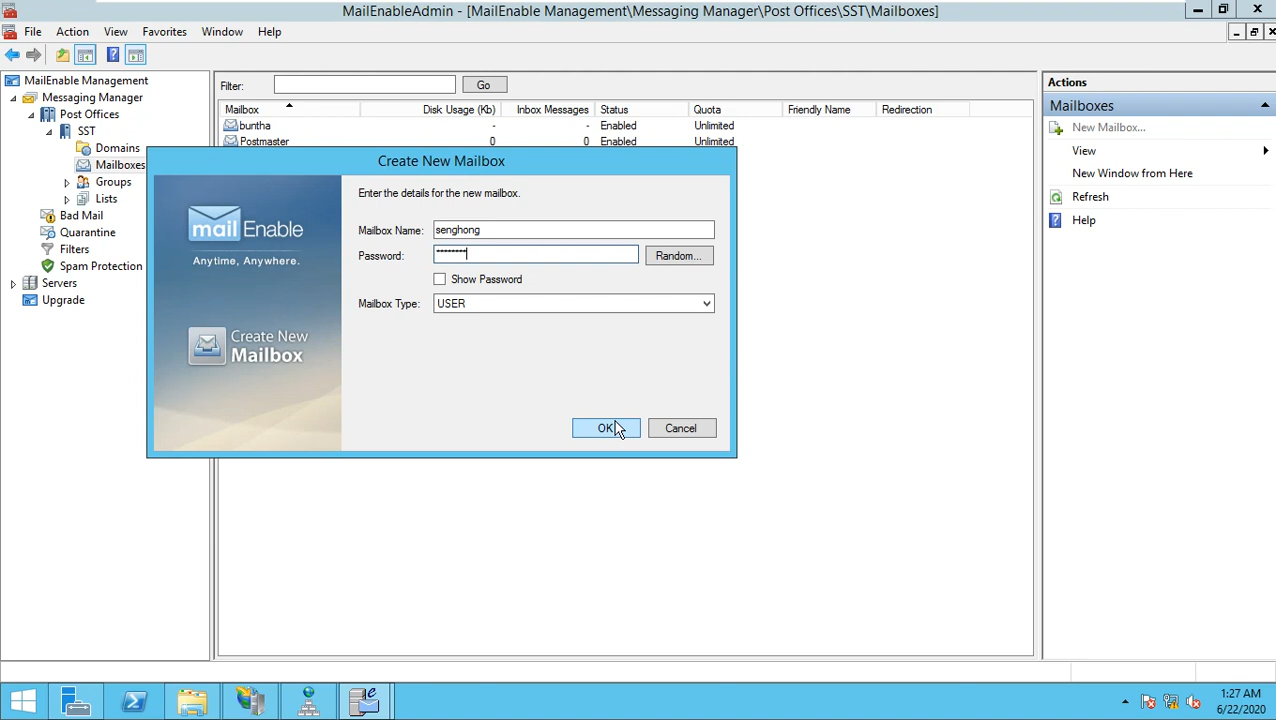 MailEnableAdmin - [MailEnable Management\Messaging Manager\Post Offices\SST\Mailboxes]
File Action View Favorites Window Help
MailEnable Management
Messaging Manager
Post Offices
SST
Domains
Mailboxes
Groups
Lists
Bad Mail
Quarantine
Filters
Spam Protection
Servers
Upgrade
Filter: Go
Mailbox Disk Usage (Kb) Inbox Messages Status Quota Friendly Name Redirection
buntha - - Enabled Unlimited
Postmaster 0 0 Enabled Unlimited
Create New Mailbox
mailEnable
Anytime, Anywhere.
Create New
Mailbox
Enter the details for the new mailbox.
Mailbox Name: senghong
Password: ******** Random...
Show Password
Mailbox Type: USER
OK Cancel
Actions
Mailboxes
New Mailbox...
View
New Window from Here
Refresh
Help
1:27 AM
6/22/2020